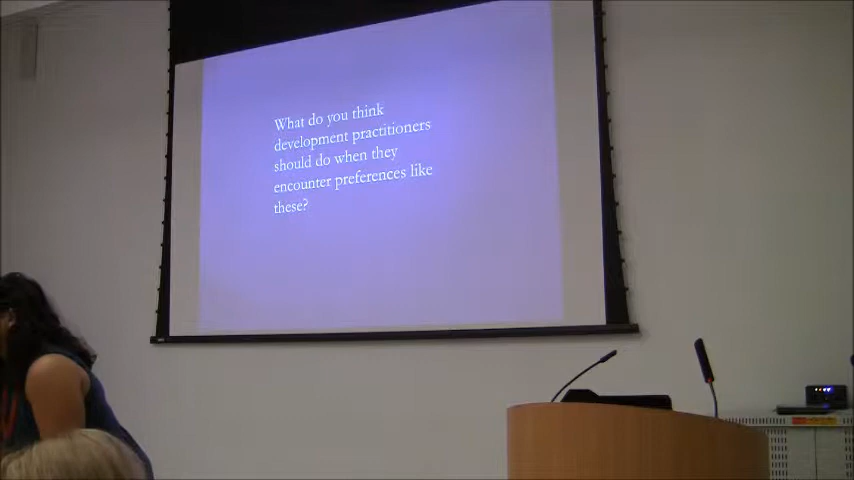 What do you think
development practitioners
should do when they
encounter preferences like
these?